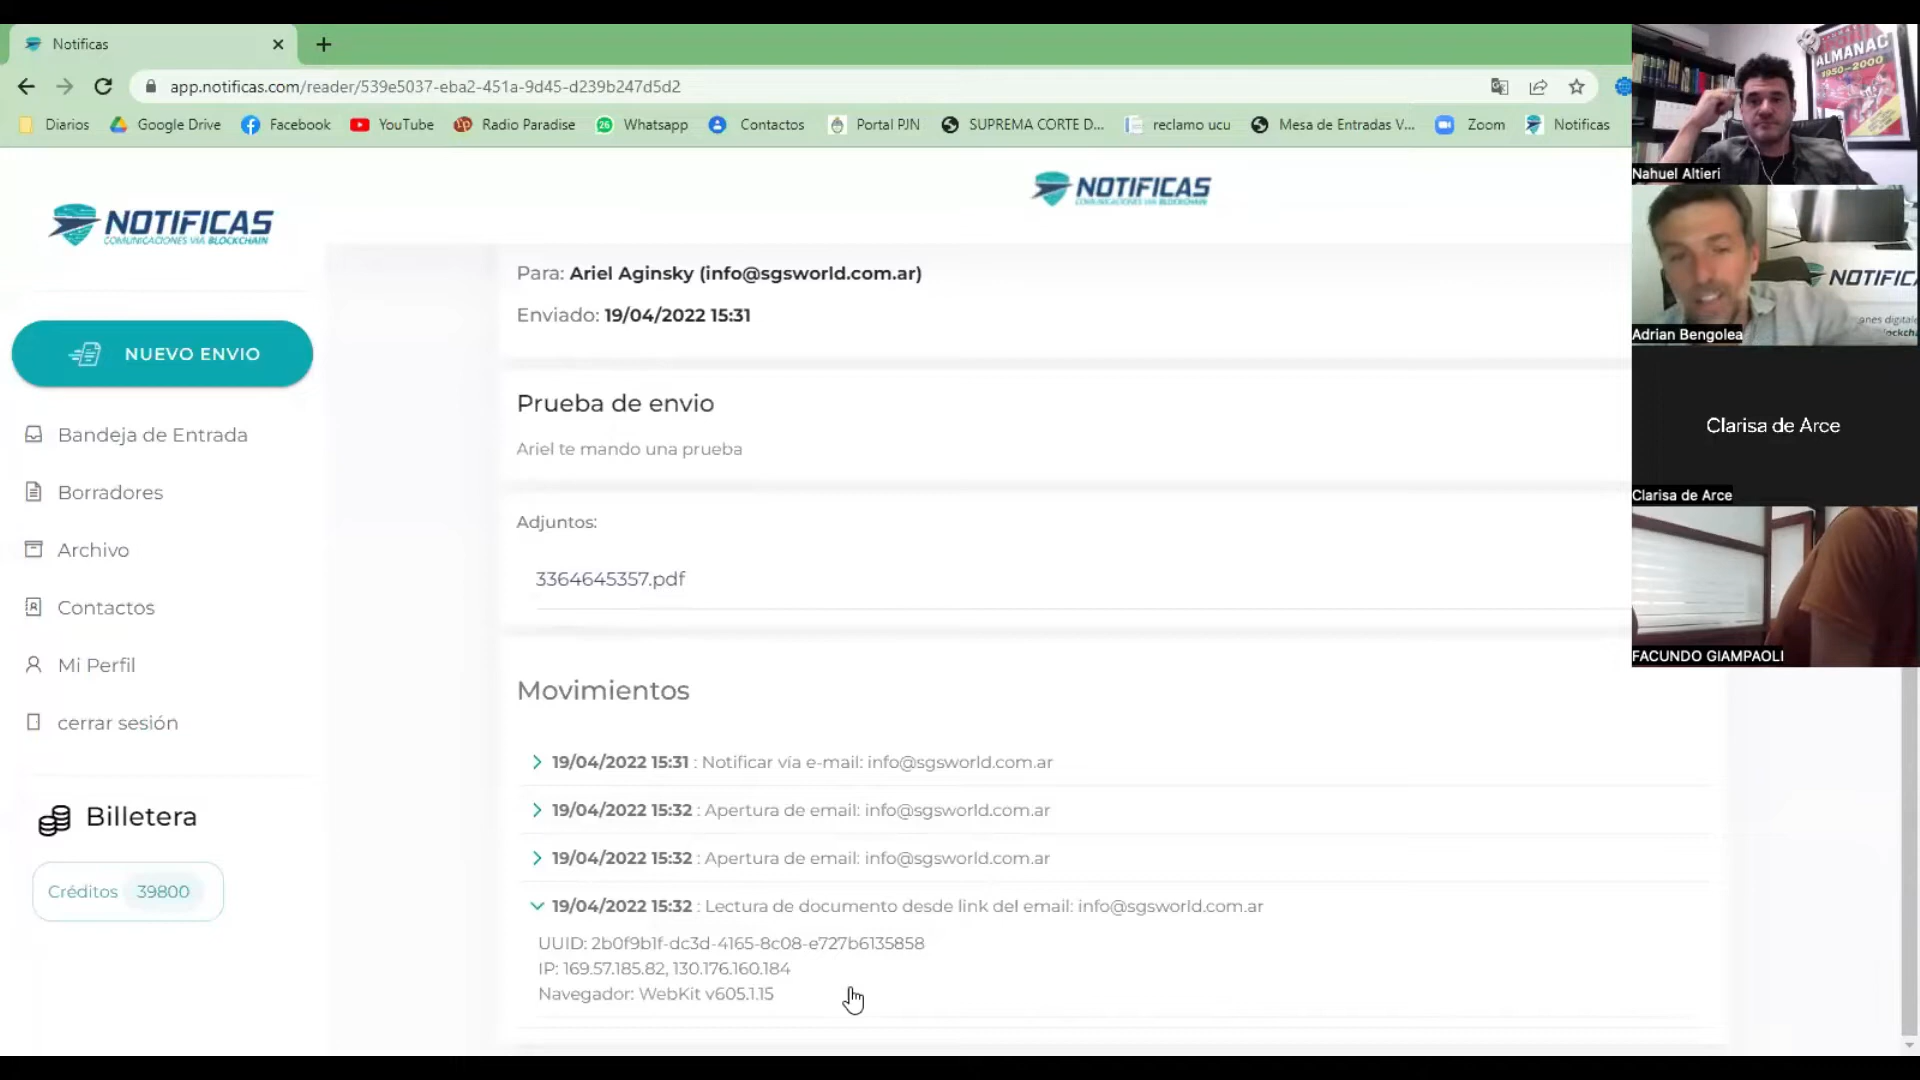 Notificas
app.notificas.com/reader/539e5037-eba2-451a-9d45-d239b247d5d2
Diarios
Google Drive
Facebook
YouTube
Radio Paradise
Whatsapp
Contactos
Portal PJN
SUPREMA CORTE D...
reclamo ucu
Mesa de Entradas V...
Zoom
Notificas
NOTIFICAS
COMUNICACIONES VIA BLOCKCHAIN
NOTIFICAS
COMUNICACIONES VIA BLOCKCHAIN
NUEVO ENVIO
Bandeja de Entrada
Borradores
Archivo
Contactos
Mi Perfil
cerrar sesión
Billetera
Créditos 39800
Para: Ariel Aginsky (info@sgsworld.com.ar)
Enviado: 19/04/2022 15:31
Prueba de envio
Ariel te mando una prueba
Adjuntos:
3364645357.pdf
Movimientos
19/04/2022 15:31 : Notificar vía e-mail: info@sgsworld.com.ar
19/04/2022 15:32 : Apertura de email: info@sgsworld.com.ar
19/04/2022 15:32 : Apertura de email: info@sgsworld.com.ar
19/04/2022 15:32 : Lectura de documento desde link del email: info@sgsworld.com.ar
UUID: 2b0f9b1f-dc3d-4165-8c08-e727b6135858
IP: 169.57.185.82, 130.176.160.184
Navegador: WebKit v605.1.15
ALMANAC
1950-2000
Nahuel Altieri
NOTIFICA
Adrian Bengolea
Clarisa de Arce
Clarisa de Arce
FACUNDO GIAMPAOLI